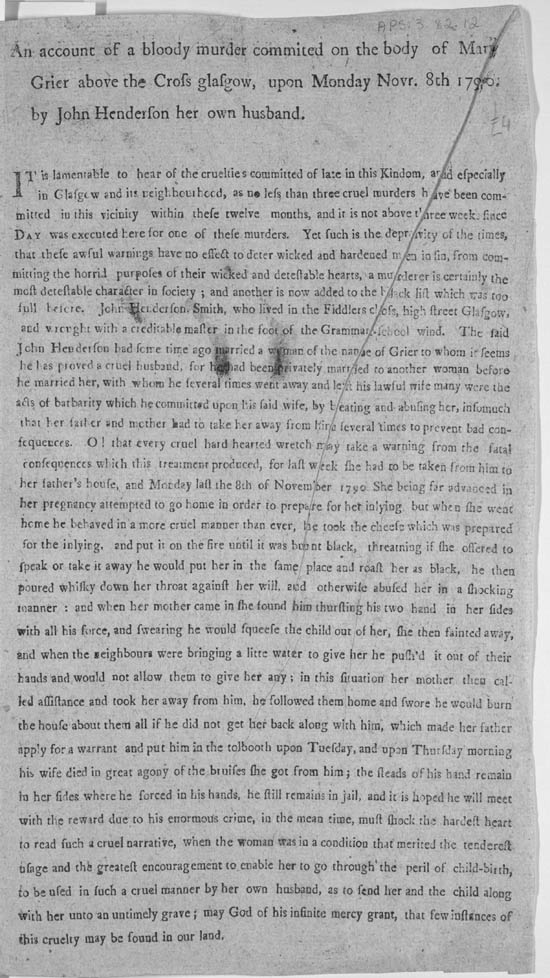 APS.3.82.12
An account of a bloody murder commited on the body of Mary
Grier above the Croſs glaſgow, upon Monday Novr. 8th 1790.
by John Henderſon her own husband.
£4
IT is lamentable to hear of the cruelties committed of late in this Kindom, and eſpecially
in Glaſgow and its neighbourhood, as no leſs than three cruel murders have been com-
mitted in this vicinity within theſe twelve months, and it is not above three week. ſince
DAY was executed here for one of theſe murders. Yet ſuch is the depravity of the times,
that theſe awful warnings have no effect to deter wicked and hardened men in ſin, from com-
mitting the horrid purpoſes of their wicked and deteſtable hearts, a murderer is certainly the
moſt deteſtable character in ſociety ; and another is now added to the black liſt which was too
full before. John Henderſon Smith, who lived in the Fiddlers cloſs, high ſtreet Glaſgow,
and wrought with a creditable maſter in the foot of the Grammar-ſchool wind. The ſaid
John Henderſon had ſome time ago married a woman of the name of Grier to whom it ſeems
he has proved a cruel husband, for he had been privately married to another woman before
he married her, with whom he ſeveral times went away and left his lawful wife many were the
acts of barbarity which he committed upon his ſaid wife, by beating and abuſing her, inſomuch
that her father and mother had to take her away from him ſeveral times to prevent bad con-
ſequences. O ! that every cruel hard hearted wretch may take a warning from the fatal
conſequences which this treatment produced, for laſt week ſhe had to be taken from him to
her father's houſe, and Monday laſt the 8th of November 1790 She being far advanced in
her pregnancy attempted to go home in order to prepare for her inlying, but when ſhe went
home he behaved in a more cruel manner than ever, he took the cheeſe which was prepared
for the inlying, and put it on the fire until it was burnt black, threatning if ſhe offered to
ſpeak or take it away he would put her in the ſame place and roaſt her as black, he then
poured whiſky down her throat againſt her will, and otherwiſe abuſed her in a ſhocking
manner : and when her mother came in ſhe found him thurſting his two hand in her ſides
with all his force, and ſwearing he would ſqueeſe the child out of her, ſhe then fainted away,
and when the neighbours were bringing a litte water to give her he puſh'd it out of their
hands and would not allow them to give her any ; in this ſituation her mother then cal-
led aſſiſtance and took her away from him, he followed them home and ſwore he would burn
the houſe about them all if he did not get her back along with him, which made her father
apply for a warrant and put him in the tolbooth upon Tueſday, and upon Thurſday morning
his wife died in great agony of the bruiſes ſhe got from him ; the ſteads of his hand remain
in her ſides where he forced in his hands, he ſtill remains in jail, and it is hoped he will meet
with the reward due to his enormous crime, in the mean time, muſt ſhock the hardeſt heart
to read ſuch a cruel narrative, when the woman was in a condition that merited the tendereſt
uſage and the greateſt encouragement to enable her to go through the peril of child-birth,
to be uſed in ſuch a cruel manner by her own husband, as to ſend her and the child along
with her unto an untimely grave ; may God of his infinite mercy grant, that few inſtances of
this cruelty may be found in our land.